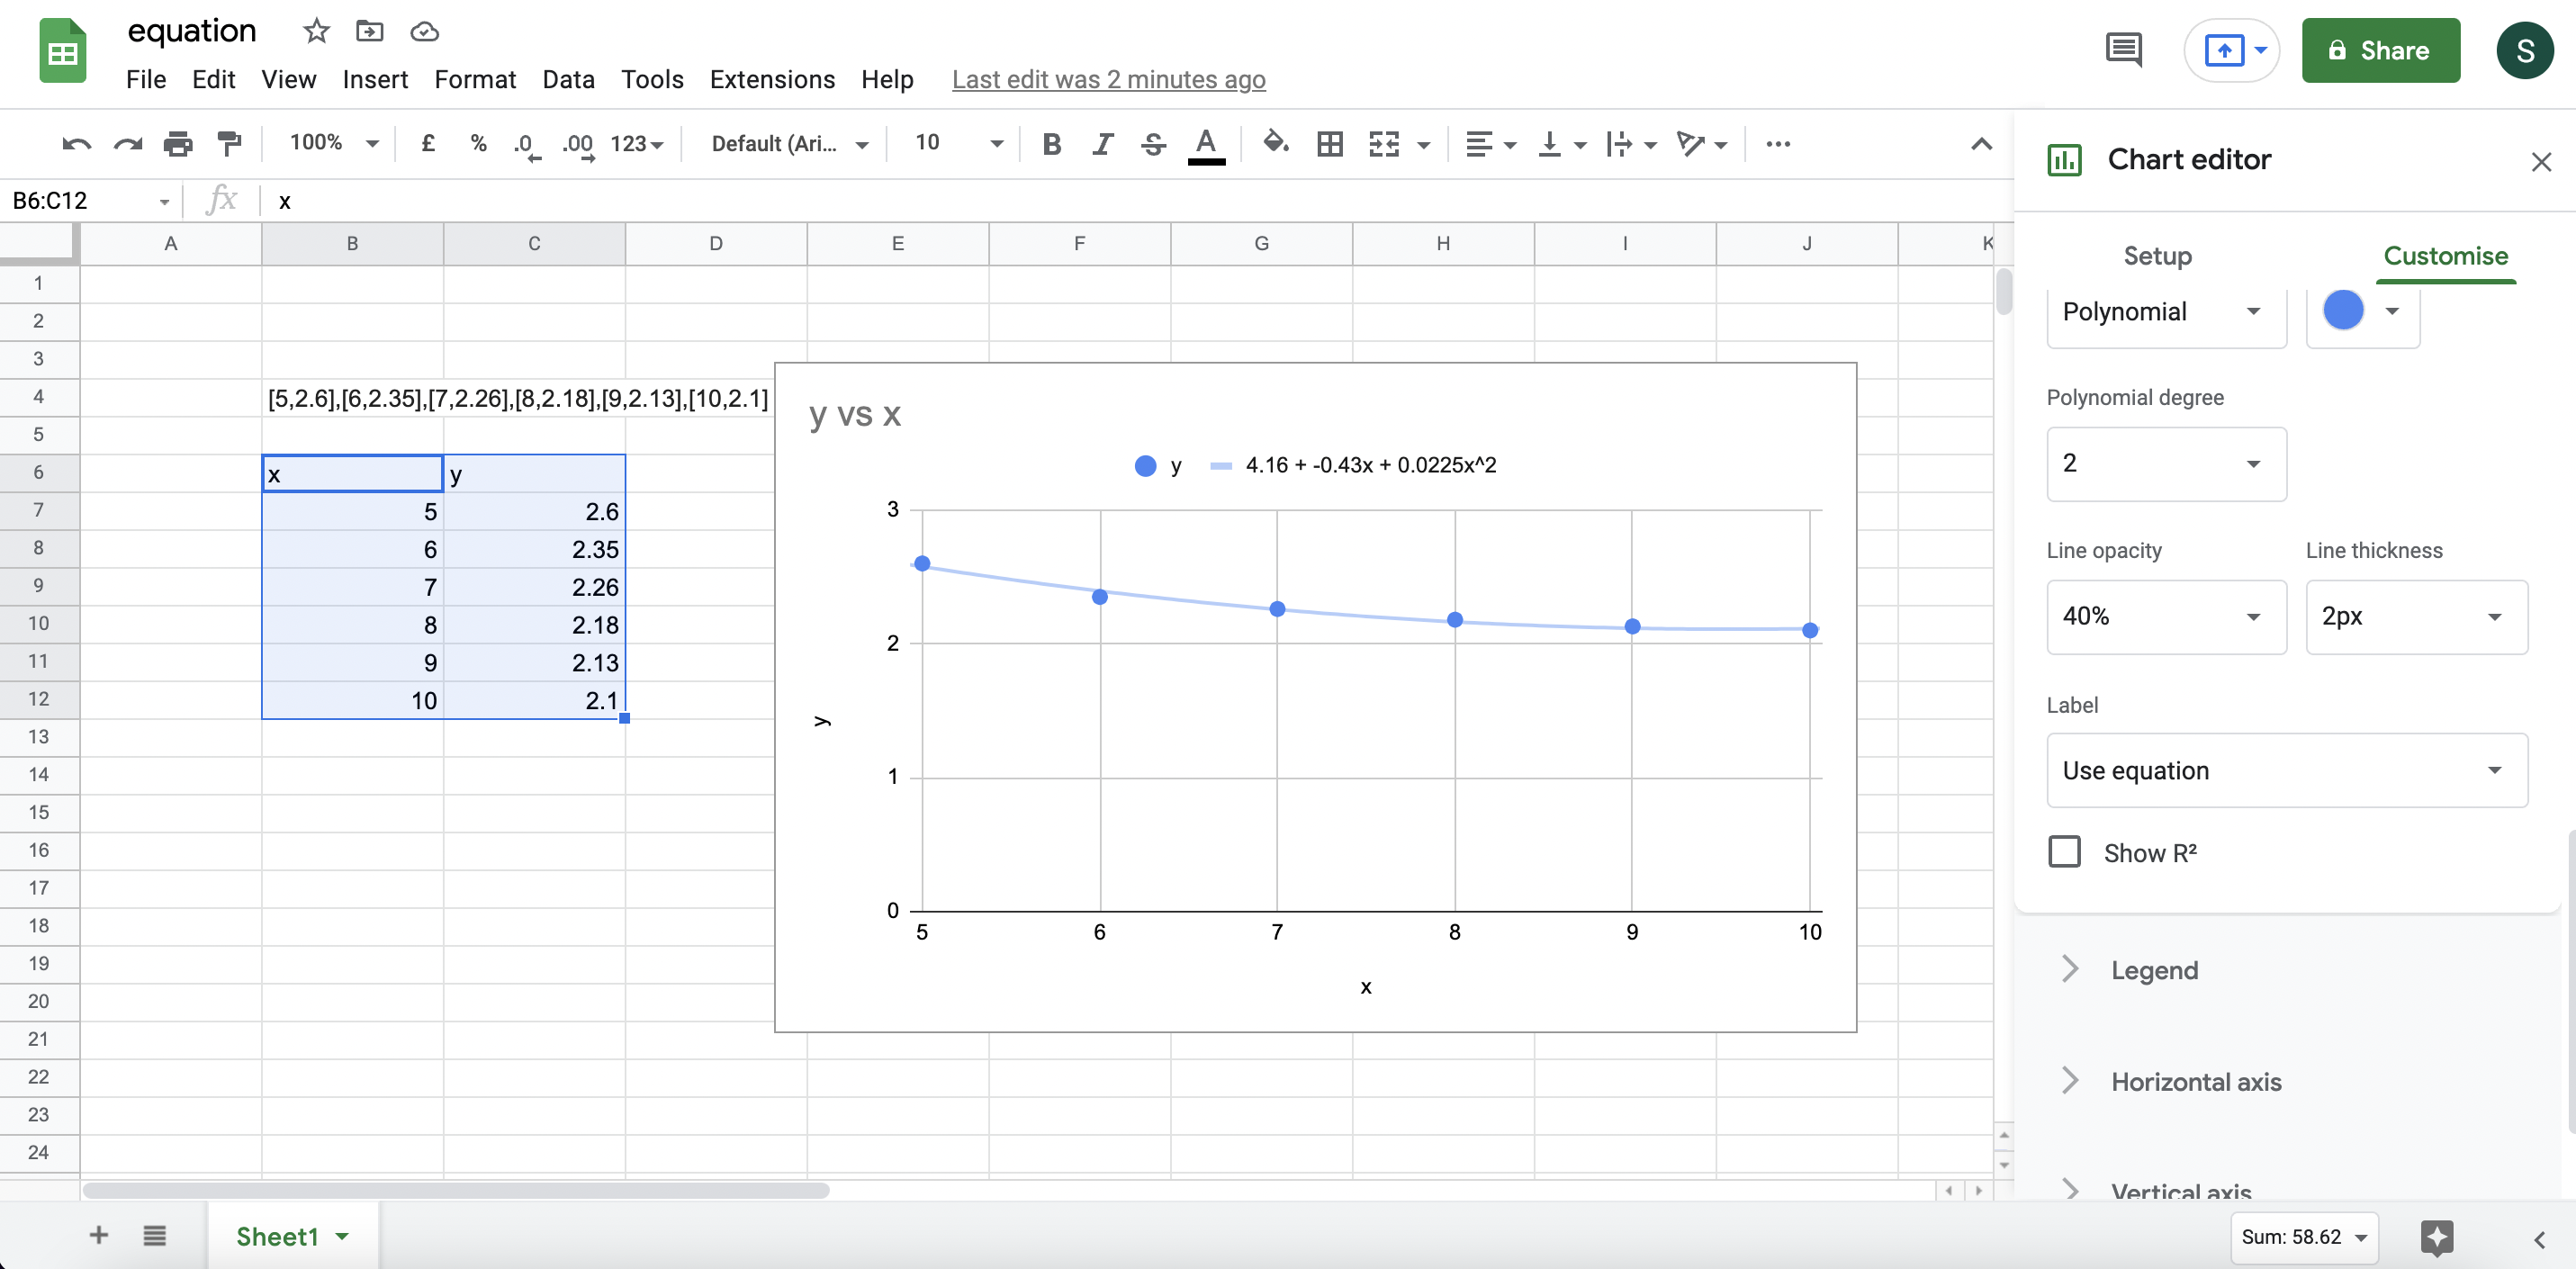 equation
File Edit View Insert Format Data Tools Extensions Help Last edit was 2 minutes ago
Share
S
100% £ % .0 .00 123 Default (Ari... 10 B I S A
Chart editor
B6:C12 fx x
Setup Customise
A B C D E F G H I J K
1
2
3
4 [5,2.6],[6,2.35],[7,2.26],[8,2.18],[9,2.13],[10,2.1]
5
6 x y
7 5 2.6
8 6 2.35
9 7 2.26
10 8 2.18
11 9 2.13
12 10 2.1
13
14
15
16
17
18
19
20
21
22
23
24
y vs x
y 4.16 + -0.43x + 0.0225x^2
3
2
1
0
y
5 6 7 8 9 10
x
Polynomial
Polynomial degree
2
Line opacity Line thickness
40% 2px
Label
Use equation
Show R²
Legend
Horizontal axis
Vertical axis
Sheet1
Sum: 58.62